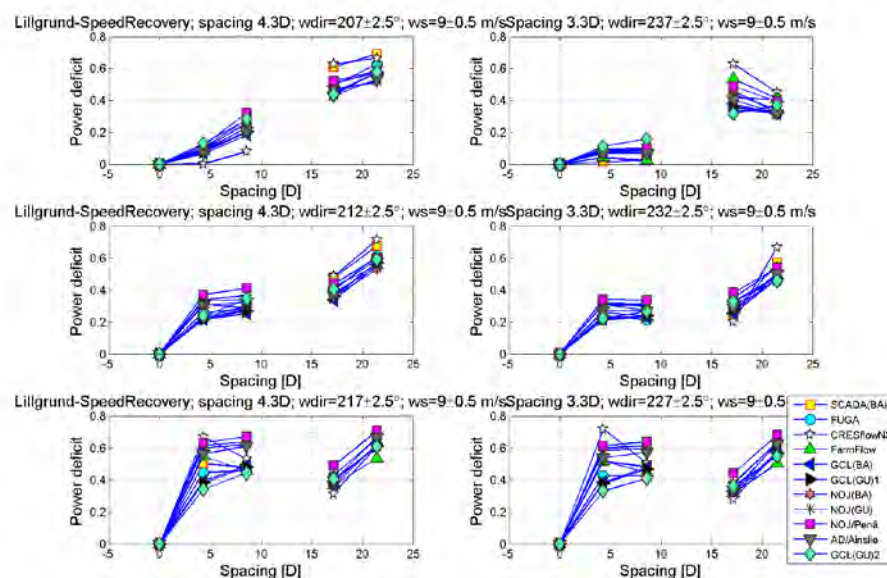 Lillgrund-SpeedRecovery; spacing 4.3D; wdir=207±2.5°; ws=9±0.5 m/s
Spacing 3.3D; wdir=237±2.5°; ws=9±0.5 m/s
Power deficit
0.8
0.6
0.4
0.2
0
-5 0 5 10 15 20 25
Spacing [D]
Power deficit
0.8
0.6
0.4
0.2
0
-5 0 5 10 15 20 25
Spacing [D]
Lillgrund-SpeedRecovery; spacing 4.3D; wdir=212±2.5°; ws=9±0.5 m/s
Spacing 3.3D; wdir=232±2.5°; ws=9±0.5 m/s
Power deficit
0.8
0.6
0.4
0.2
0
-5 0 5 10 15 20 25
Spacing [D]
Power deficit
0.8
0.6
0.4
0.2
0
-5 0 5 10 15 20 25
Spacing [D]
Lillgrund-SpeedRecovery; spacing 4.3D; wdir=217±2.5°; ws=9±0.5 m/s
Spacing 3.3D; wdir=227±2.5°; ws=9±0.5
Power deficit
0.8
0.6
0.4
0.2
0
-5 0 5 10 15 20 25
Spacing [D]
Power deficit
0.8
0.6
0.4
0.2
0
-5 0 5 10 15
Spacing [D]
SCADA(BA)
FUGA
CRESflowNS
FarmFlow
GCL(BA)
GCL(GU)1
NOJ(BA)
NOJ(GU)
NOJ/Penã
AD/Ainslie
GCL(GU)2